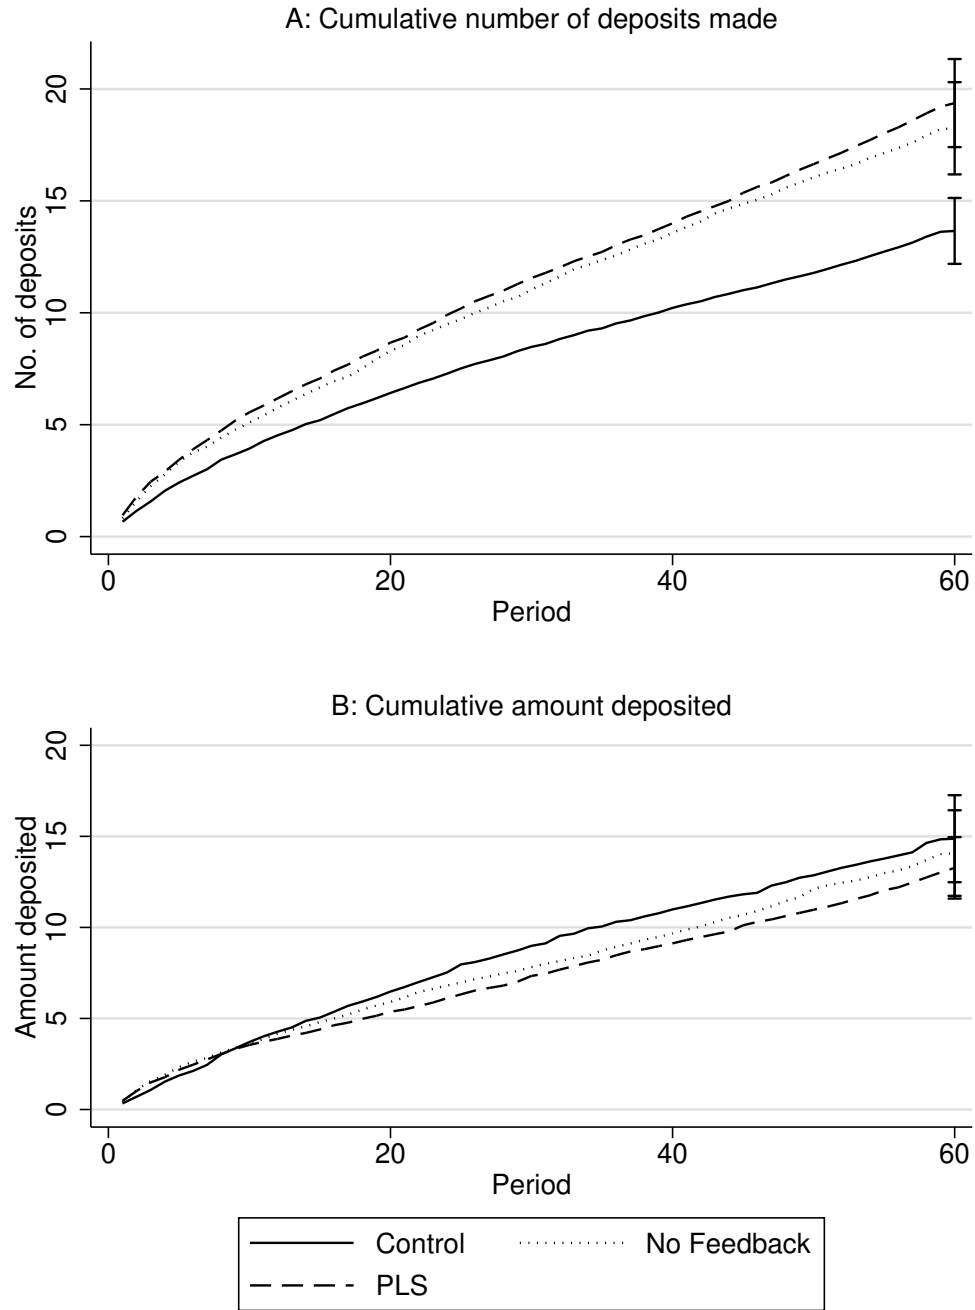 A: Cumulative number of deposits made
No. of deposits
20
15
10
5
0
0 20 40 60
Period
B: Cumulative amount deposited
Amount deposited
20
15
10
5
0
0 20 40 60
Period
Control No Feedback
PLS